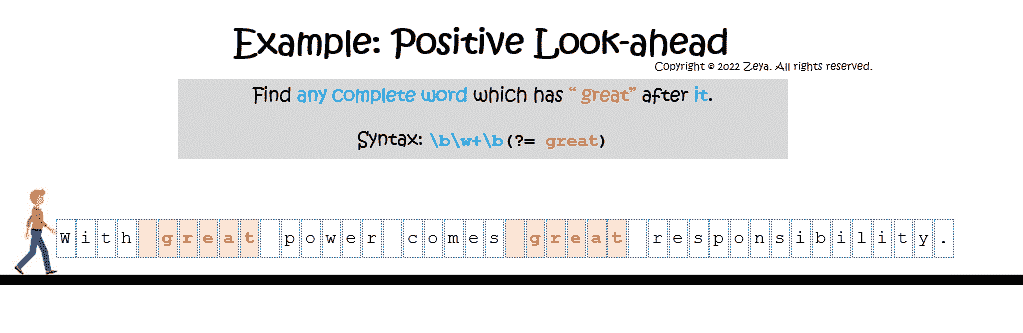 Example: Positive Look-ahead
Copyright © 2022 Zeya. All rights reserved.
Find any complete word which has “ great” after it.
Syntax: \b\w+\b(?= great)
With great power comes great responsibility.